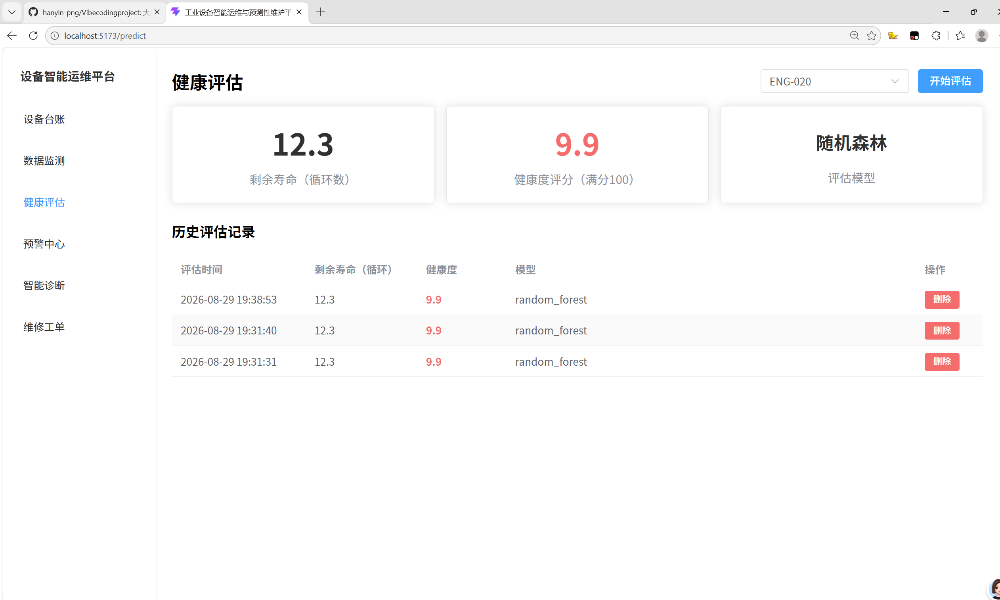 hanyin-png/Vibecodingproject: 大
工业设备智能运维与预测性维护平
localhost:5173/predict
设备智能运维平台
设备台账
数据监测
健康评估
预警中心
智能诊断
维修工单
健康评估
ENG-020
开始评估
12.3
剩余寿命（循环数）
9.9
健康度评分（满分100）
随机森林
评估模型
历史评估记录
评估时间 剩余寿命（循环） 健康度 模型 操作
2026-08-29 19:38:53 12.3 9.9 random_forest 删除
2026-08-29 19:31:40 12.3 9.9 random_forest 删除
2026-08-29 19:31:31 12.3 9.9 random_forest 删除